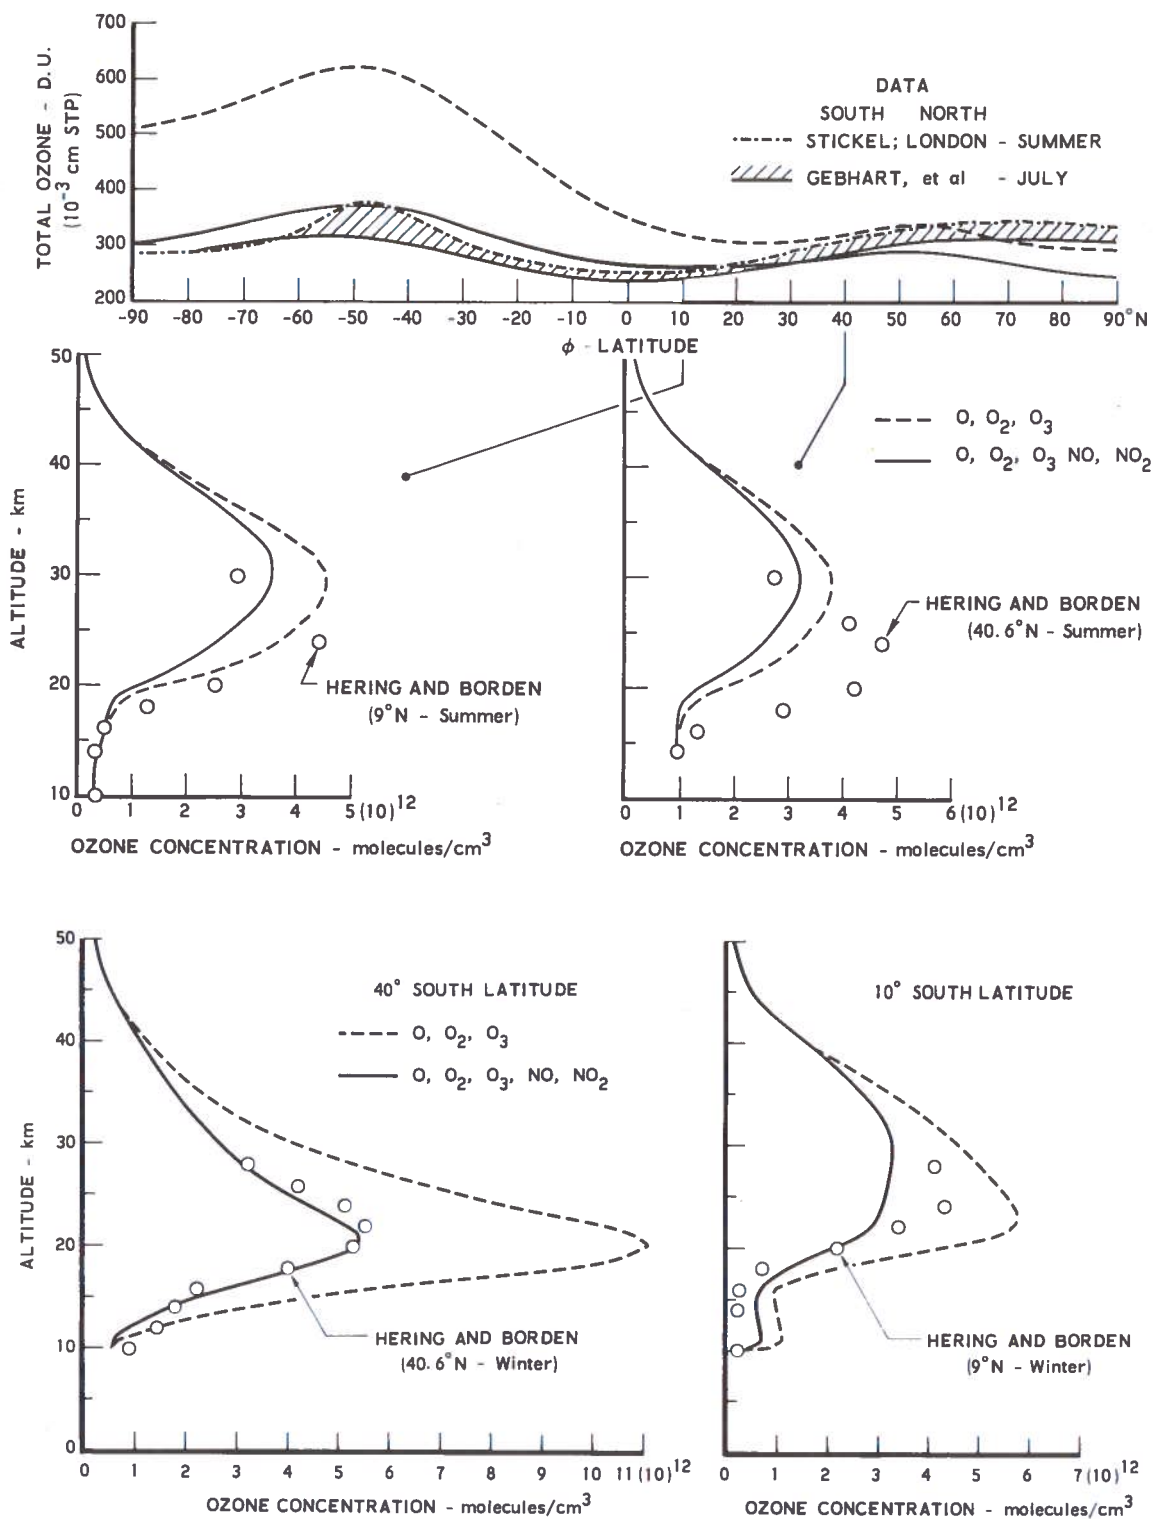 700
600
500
400
300
200
TOTAL OZONE - D.U.
(10⁻³ cm STP)
DATA
SOUTH NORTH
STICKEL; LONDON - SUMMER
GEBHART, et al - JULY
-90 -80 -70 -60 -50 -40 -30 -20 -10 0 10 20 30 40 50 60 70 80 90°N
ϕ - LATITUDE
50
40
30
20
10
ALTITUDE - km
HERING AND BORDEN
(9°N - Summer)
1 2 3 4 5 (10)¹²
OZONE CONCENTRATION - molecules/cm³
O, O₂, O₃
O, O₂, O₃ NO, NO₂
HERING AND BORDEN
(40.6°N - Summer)
0 1 2 3 4 5 6 (10)¹²
OZONE CONCENTRATION - molecules/cm³
50
40
30
20
10
0
ALTITUDE - km
40° SOUTH LATITUDE
O, O₂, O₃
O, O₂, O₃, NO, NO₂
HERING AND BORDEN
(40.6°N - Winter)
0 1 2 3 4 5 6 7 8 9 10 11 (10)¹²
OZONE CONCENTRATION - molecules/cm³
10° SOUTH LATITUDE
HERING AND BORDEN
(9°N - Winter)
0 1 2 3 4 5 6 7 (10)¹²
OZONE CONCENTRATION - molecules/cm³